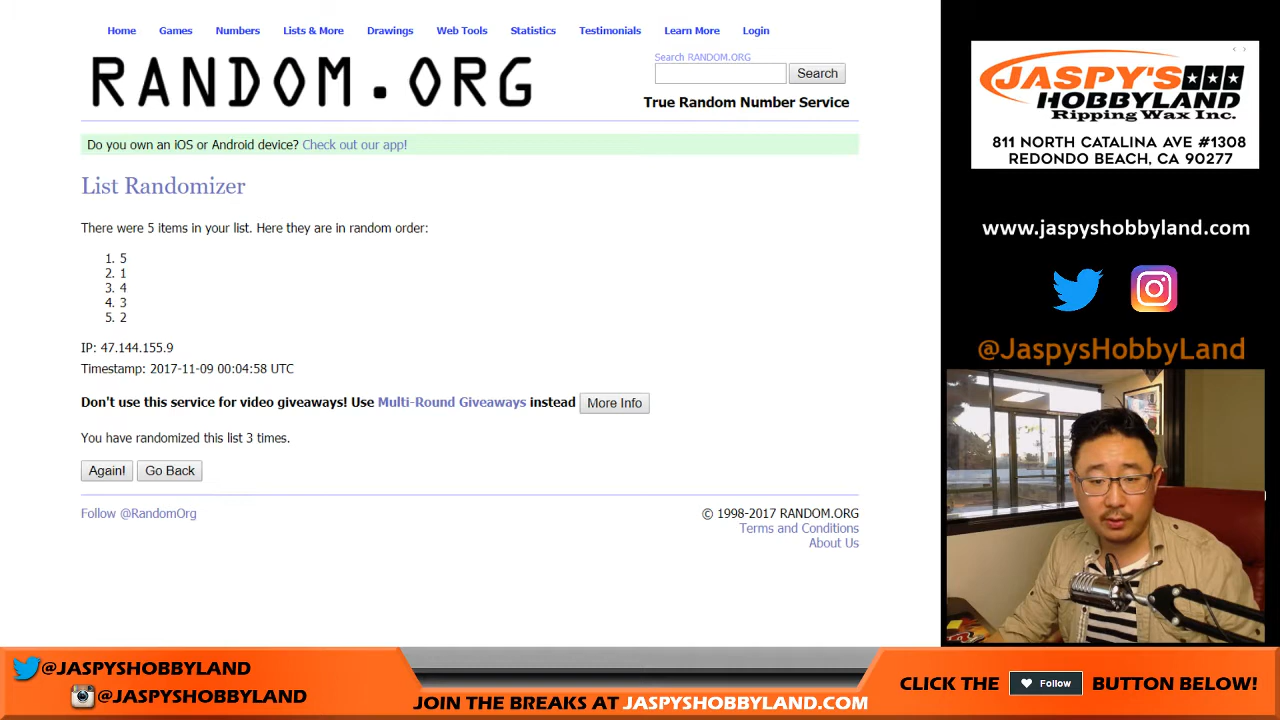 Home Games Numbers Lists & More Drawings Web Tools Statistics Testimonials Learn More Login
RANDOM.ORG
Search RANDOM.ORG
Search
True Random Number Service
Do you own an iOS or Android device? Check out our app!
List Randomizer
There were 5 items in your list. Here they are in random order:
1. 5
2. 1
3. 4
4. 3
5. 2
IP: 47.144.155.9
Timestamp: 2017-11-09 00:04:58 UTC
Don't use this service for video giveaways! Use Multi-Round Giveaways instead More Info
You have randomized this list 3 times.
Again! Go Back
Follow @RandomOrg
© 1998-2017 RANDOM.ORG
Terms and Conditions
About Us
JASPY'S
HOBBYLAND
Ripping Wax Inc.
811 NORTH CATALINA AVE #1308
REDONDO BEACH, CA 90277
www.jaspyshobbyland.com
@JaspysHobbyLand
@JASPYSHOBBYLAND
@JASPYSHOBBYLAND
JOIN THE BREAKS AT JASPYSHOBBYLAND.COM
CLICK THE Follow BUTTON BELOW!